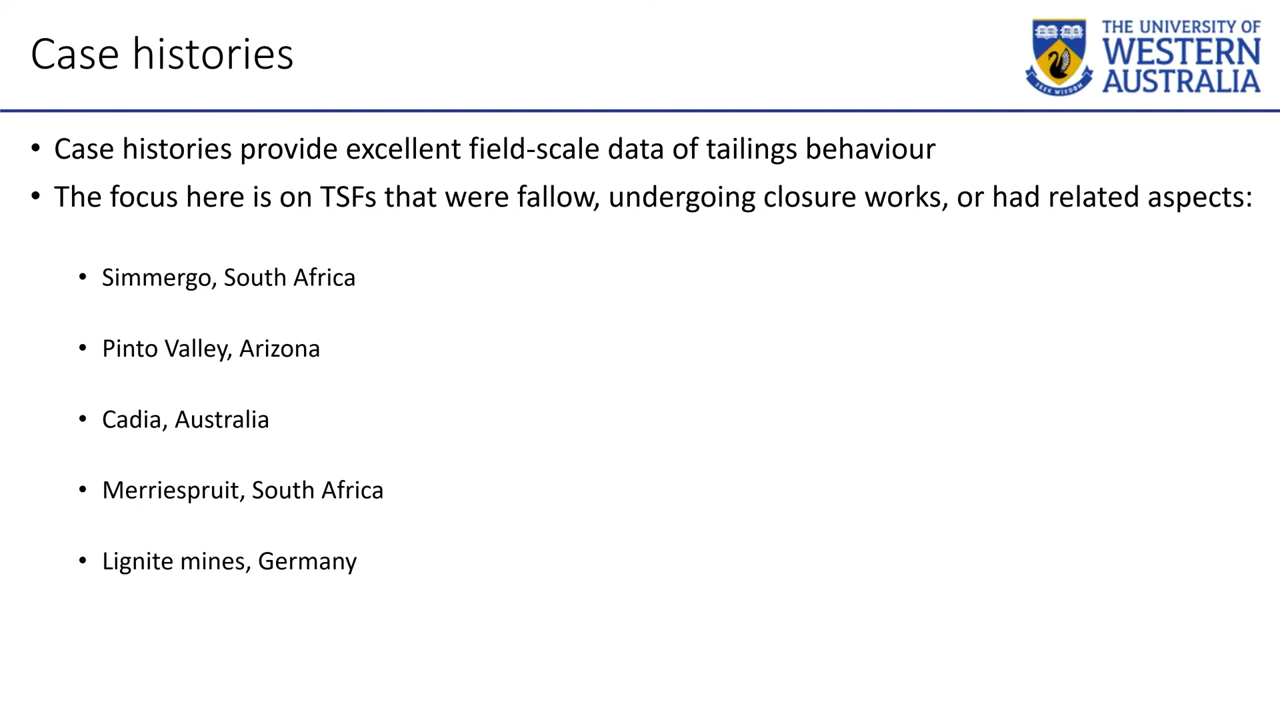 Case histories
THE UNIVERSITY OF
WESTERN
AUSTRALIA
SEEK WISDOM
• Case histories provide excellent field-scale data of tailings behaviour
• The focus here is on TSFs that were fallow, undergoing closure works, or had related aspects:
• Simmergo, South Africa
• Pinto Valley, Arizona
• Cadia, Australia
• Merriespruit, South Africa
• Lignite mines, Germany